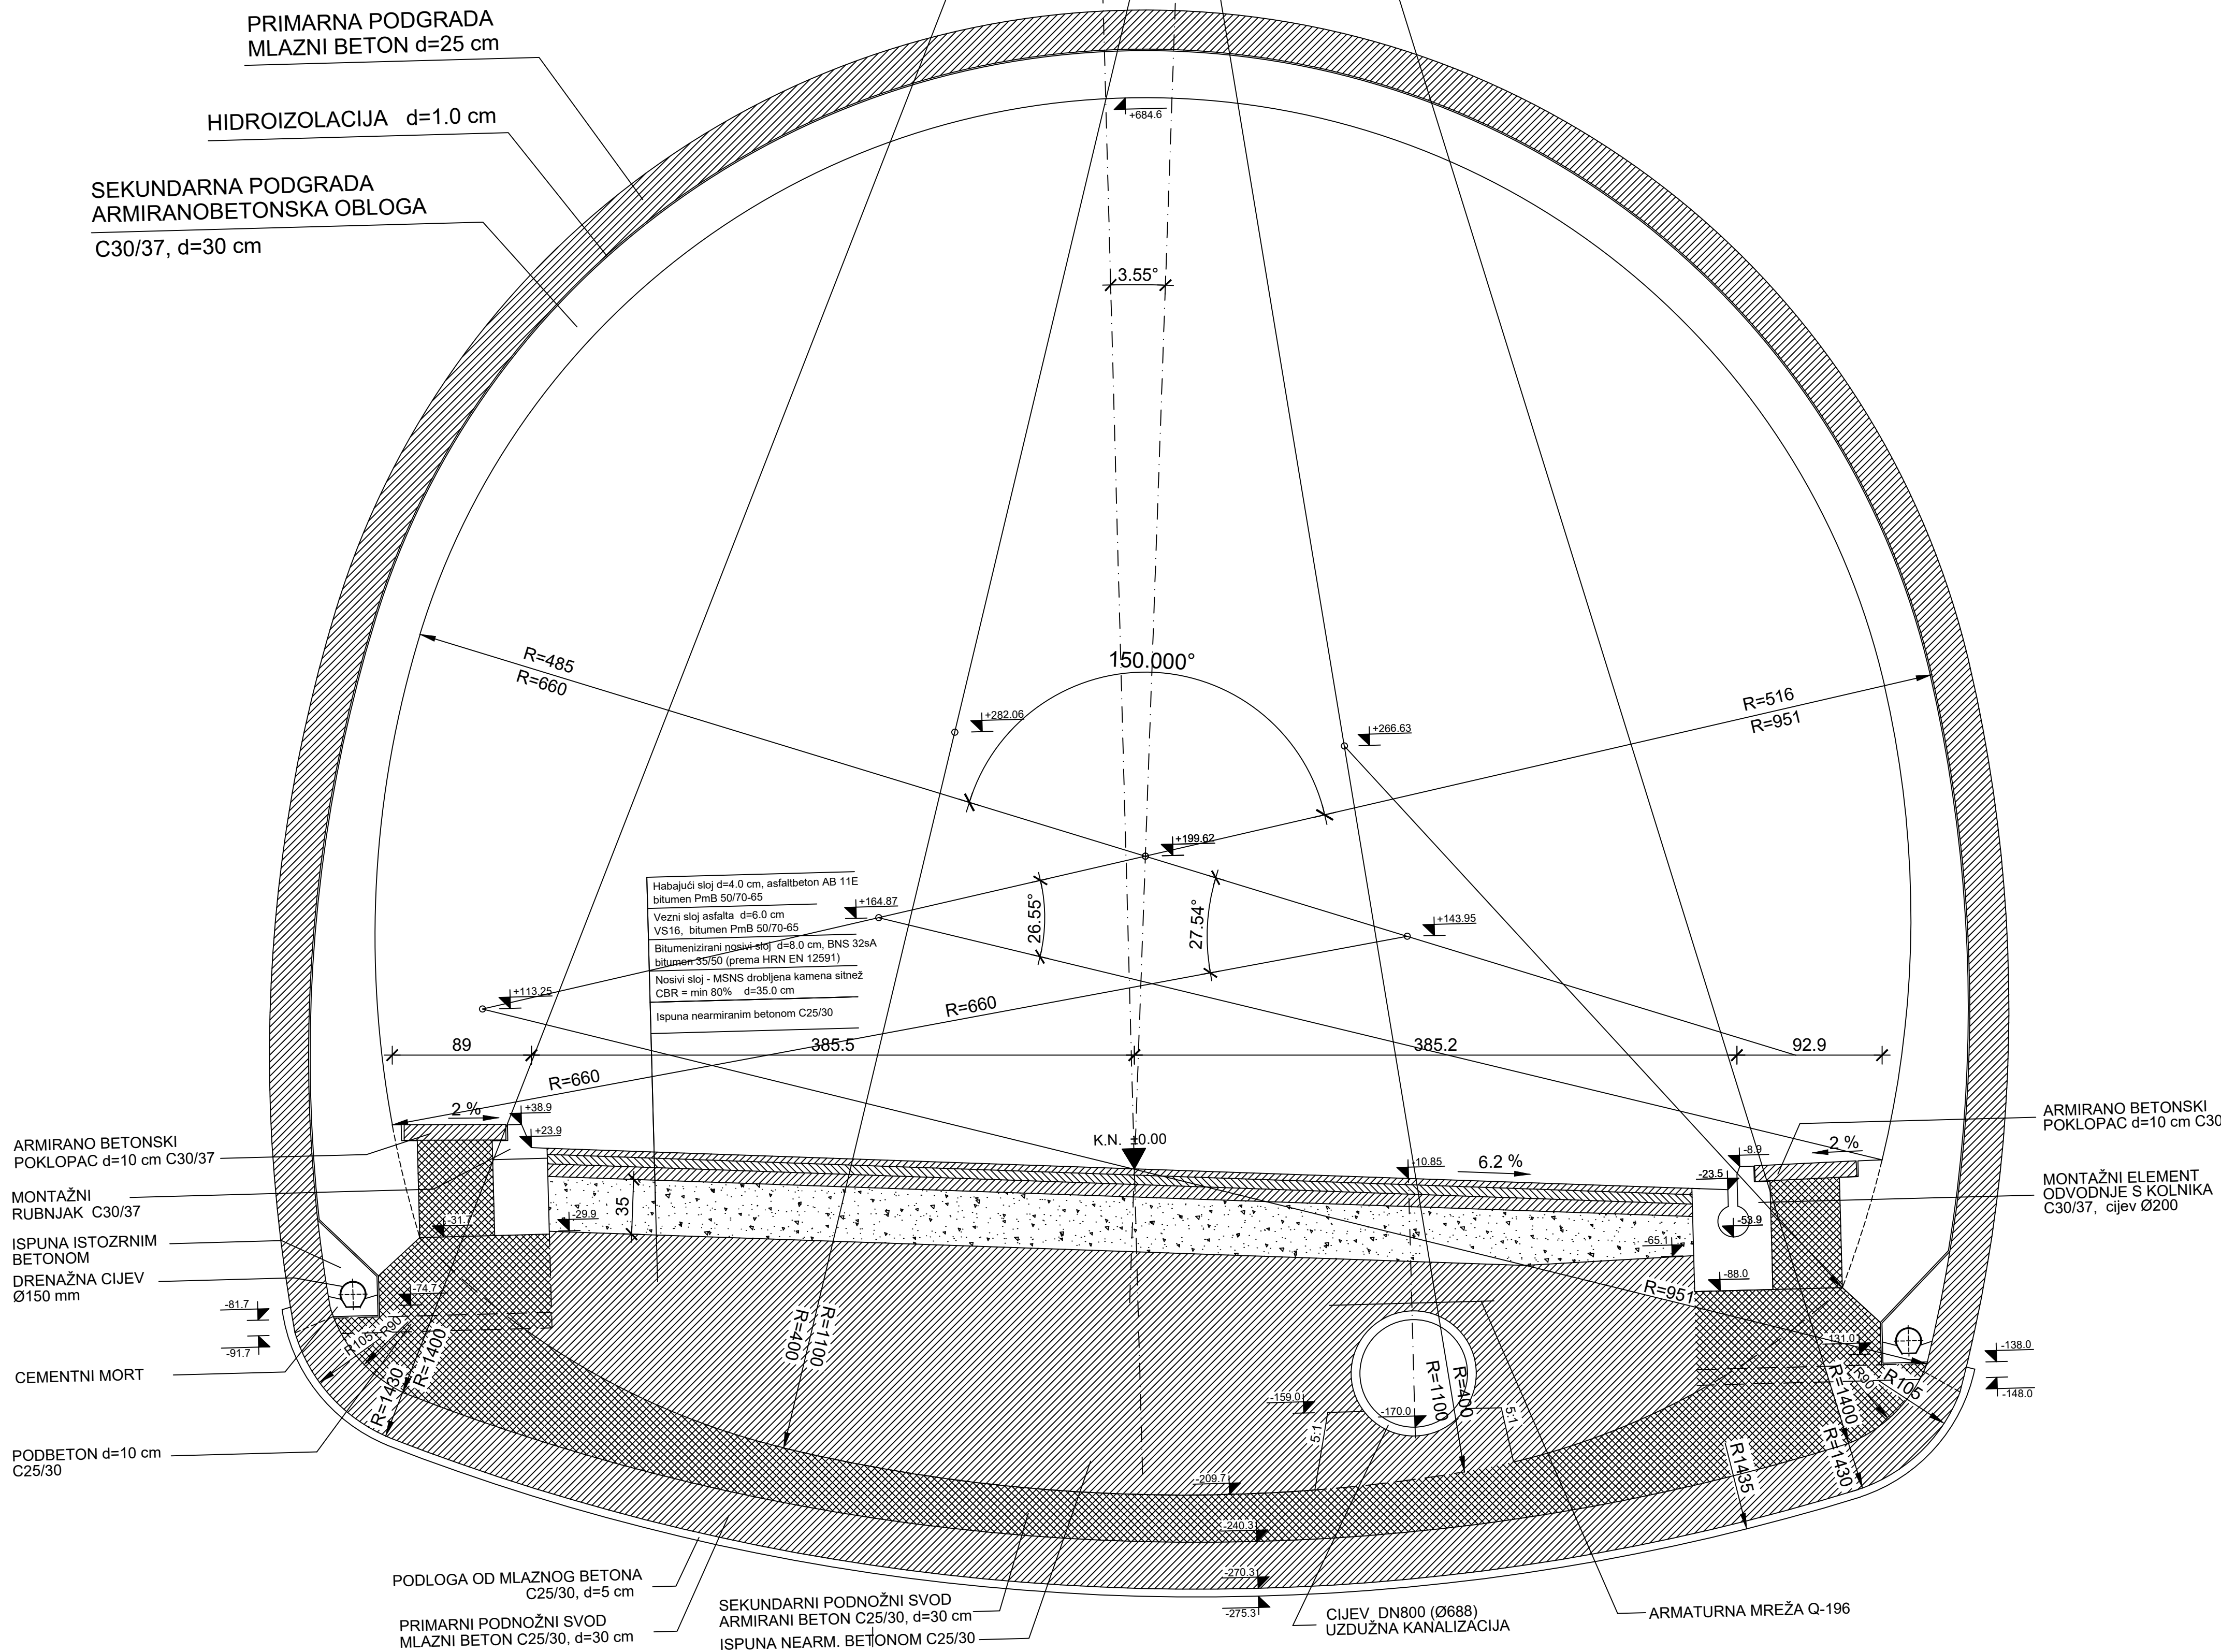 PRIMARNA PODGRADA
MLAZNI BETON d=25 cm
HIDROIZOLACIJA d=1.0 cm
SEKUNDARNA PODGRADA
ARMIRANOBETONSKA OBLOGA
C30/37, d=30 cm
+684.6
3.55°
R=485
R=660
150.000°
R=516
R=951
+282.06
+266.63
+199.62
+164.87
+143.95
+113.25
26.55°
27.54°
Habajući sloj d=4.0 cm, asfaltbeton AB 11E
bitumen PmB 50/70-65
Vezni sloj asfalta d=6.0 cm
VS16, bitumen PmB 50/70-65
Bitumenizirani nosivi sloj d=8.0 cm, BNS 32sA
bitumen 35/50 (prema HRN EN 12591)
Nosivi sloj - MSNS drobljena kamena sitnež
CBR = min 80% d=35.0 cm
Ispuna nearmiranim betonom C25/30
R=660
89
385.5
385.2
92.9
R=660
2 %
+38.9
+23.9
K.N. ±0.00
-10.85
6.2 %
-8.9
2 %
-23.5
-53.9
-65.1
-88.0
35
-29.9
-31.7
-74.7
ARMIRANO BETONSKI
POKLOPAC d=10 cm C30/37
MONTAŽNI
RUBNJAK C30/37
ISPUNA ISTOZRNIM
BETONOM
DRENAŽNA CIJEV
Ø150 mm
-81.7
-91.7
CEMENTNI MORT
PODBETON d=10 cm
C25/30
ARMIRANO BETONSKI
POKLOPAC d=10 cm C30
MONTAŽNI ELEMENT
ODVODNJE S KOLNIKA
C30/37, cijev Ø200
R105
R90
R=1400
R=1430
R=1100
R=400
R=951
-131.0
-138.0
-148.0
R=1100
R=400
R90
R105
R=1400
R=1430
R1435
-159.0
-170.0
5:1
5:1
-209.7
-240.3
-270.3
-275.3
PODLOGA OD MLAZNOG BETONA
C25/30, d=5 cm
PRIMARNI PODNOŽNI SVOD
MLAZNI BETON C25/30, d=30 cm
SEKUNDARNI PODNOŽNI SVOD
ARMIRANI BETON C25/30, d=30 cm
ISPUNA NEARM. BETONOM C25/30
CIJEV DN800 (Ø688)
UZDUŽNA KANALIZACIJA
ARMATURNA MREŽA Q-196